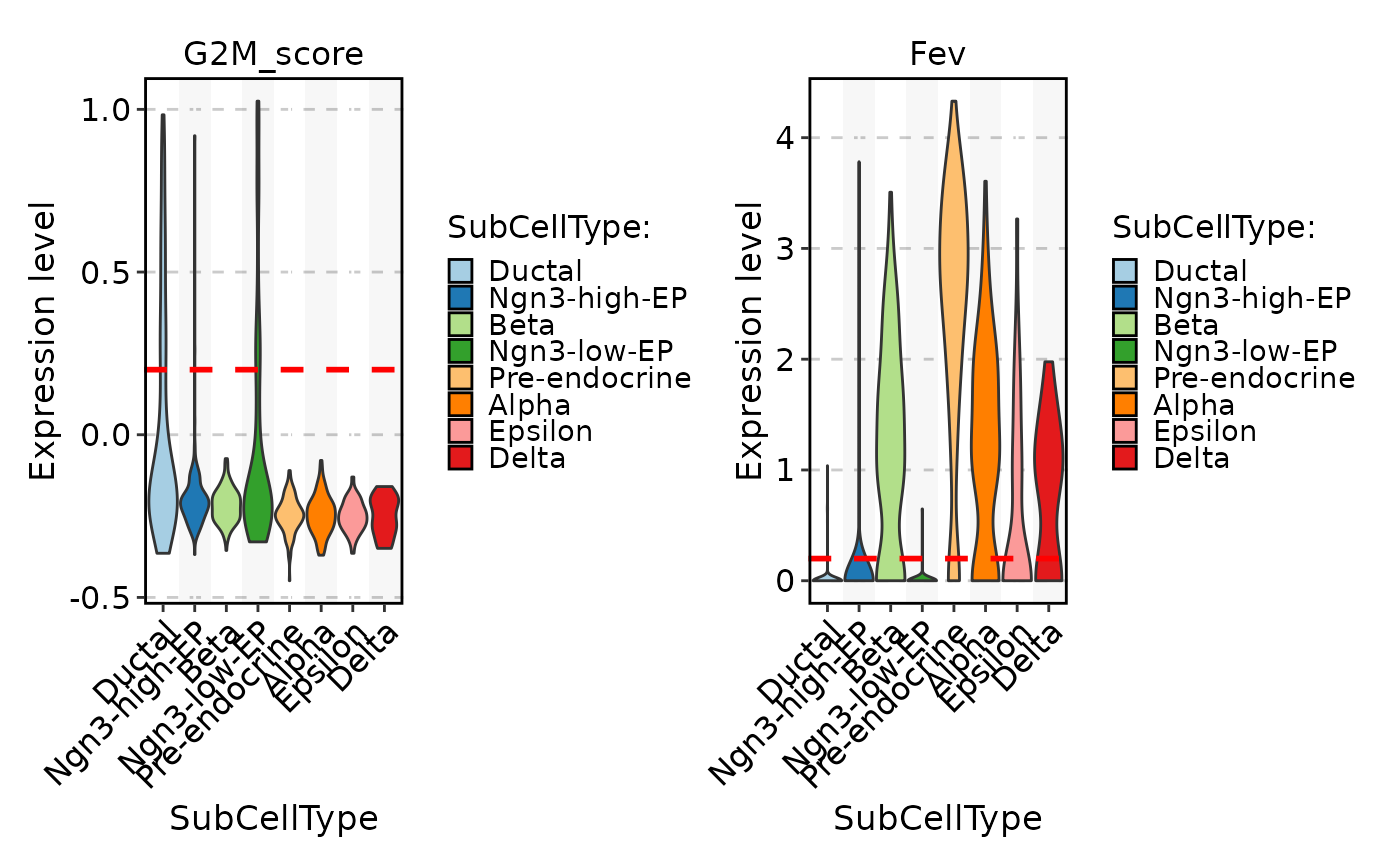 G2M_score
Expression level
1.0
0.5
0.0
-0.5
Ductal
Ngn3-high-EP
Beta
Ngn3-low-EP
Pre-endocrine
Alpha
Epsilon
Delta
SubCellType
SubCellType:
Ductal
Ngn3-high-EP
Beta
Ngn3-low-EP
Pre-endocrine
Alpha
Epsilon
Delta
Fev
Expression level
4
3
2
1
0
Ductal
Ngn3-high-EP
Beta
Ngn3-low-EP
Pre-endocrine
Alpha
Epsilon
Delta
SubCellType
SubCellType:
Ductal
Ngn3-high-EP
Beta
Ngn3-low-EP
Pre-endocrine
Alpha
Epsilon
Delta